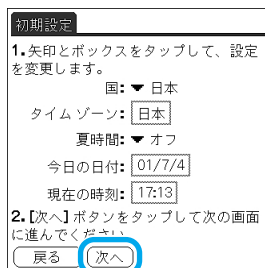 初期設定
1.矢印とボックスをタップして、設定
を変更します。
国: ▼ 日本
タイム ゾーン: 日本
夏時間: ▼ オフ
今日の日付: 01/7/4
現在の時刻: 17:13
2.[次へ]ボタンをタップして次の画面
に進んでください。
戻る 次へ